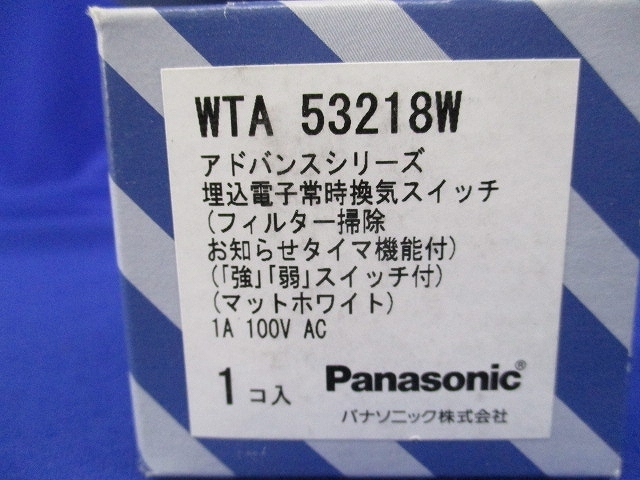 WTA 53218W
アドバンスシリーズ
埋込電子常時換気スイッチ
(フィルター掃除
お知らせタイマ機能付)
(「強」「弱」スイッチ付)
(マットホワイト)
1A 100V AC
1コ入
Panasonic®
パナソニック株式会社